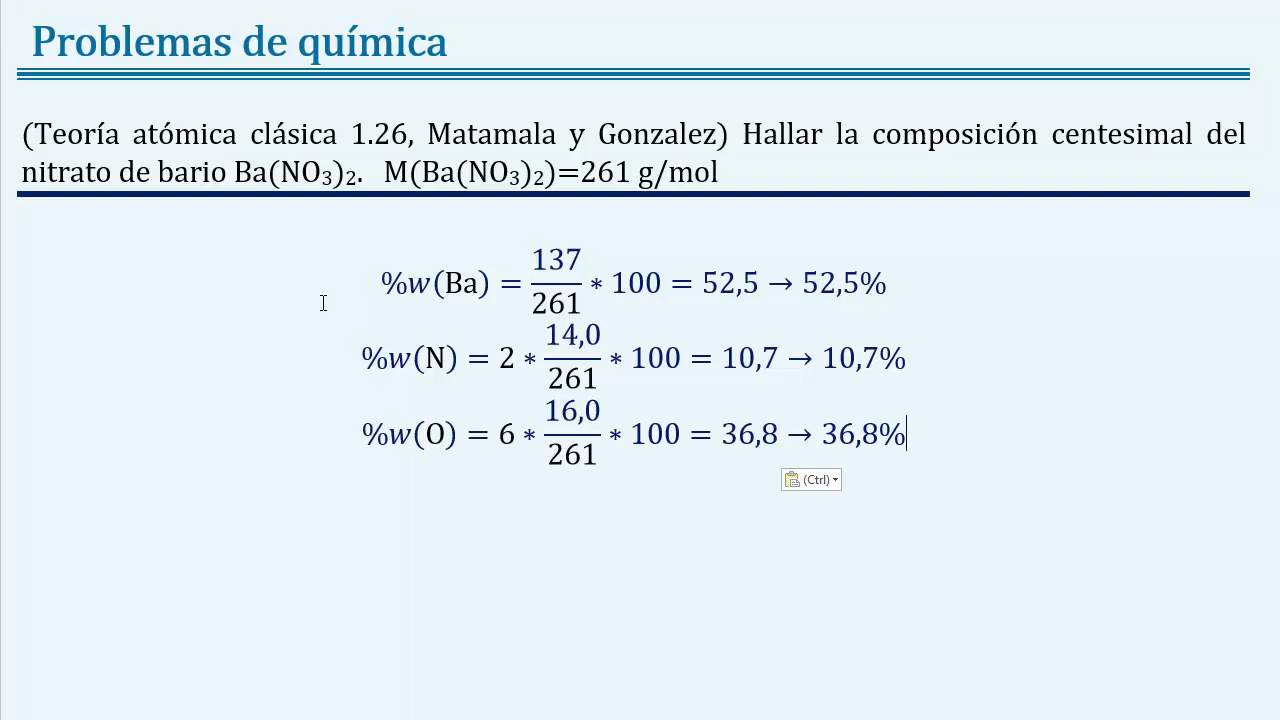 Problemas de química
(Teoría atómica clásica 1.26, Matamala y Gonzalez) Hallar la composición centesimal del
nitrato de bario Ba(NO₃)₂. M(Ba(NO₃)₂)=261 g/mol
%w(Ba) = 137/261 ∗ 100 = 52,5 → 52,5%
%w(N) = 2 ∗ 14,0/261 ∗ 100 = 10,7 → 10,7%
%w(O) = 6 ∗ 16,0/261 ∗ 100 = 36,8 → 36,8%
(Ctrl)